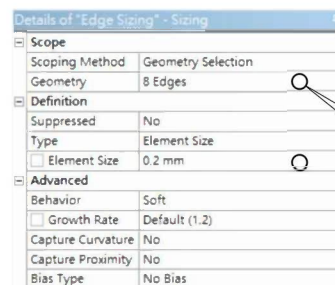 Details of "Edge Sizing" - Sizing
Scope
Scoping Method Geometry Selection
Geometry 8 Edges
Definition
Suppressed No
Type Element Size
Element Size 0.2 mm
Advanced
Behavior Soft
Growth Rate Default (1.2)
Capture Curvature No
Capture Proximity No
Bias Type No Bias